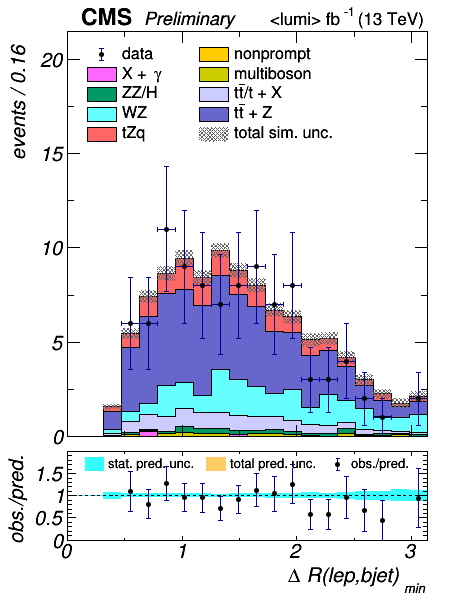 CMS Preliminary <lumi> fb -1 (13 TeV)
events / 0.16
data
X + γ
ZZ/H
WZ
tZq
nonprompt
multiboson
tt̄/t + X
tt̄ + Z
total sim. unc.
20
15
10
5
0
obs./pred.
stat. pred. unc.
total pred. unc.
obs./pred.
1.5
1
0.5
0
0 1 2 3
Δ R(lep,bjet) min